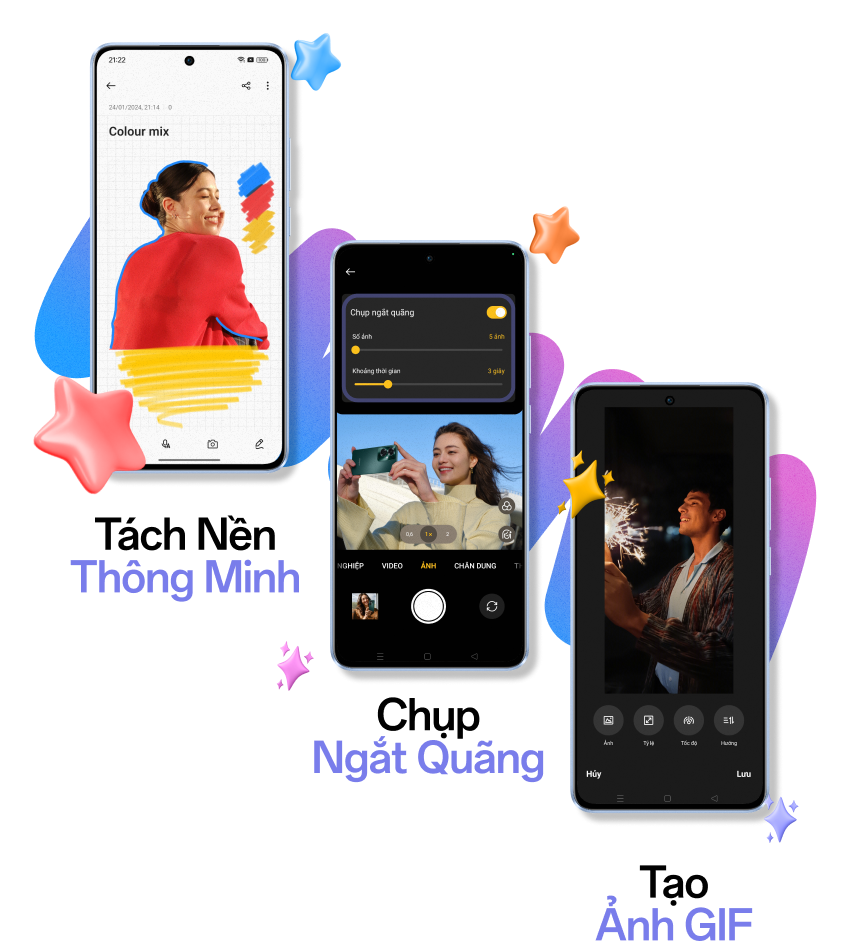 21:22
100
24/01/2024, 21:14 | 0
Colour mix
Tách Nền
Thông Minh
Chụp ngắt quãng
Số ảnh
5 ảnh
Khoảng thời gian
3 giây
0,6
1×
2
NGHIỆP
VIDEO
ẢNH
CHÂN DUNG
Chụp
Ngắt Quãng
Ảnh
Tỷ lệ
Tốc độ
Hướng
Hủy
Lưu
Tạo
Ảnh GIF